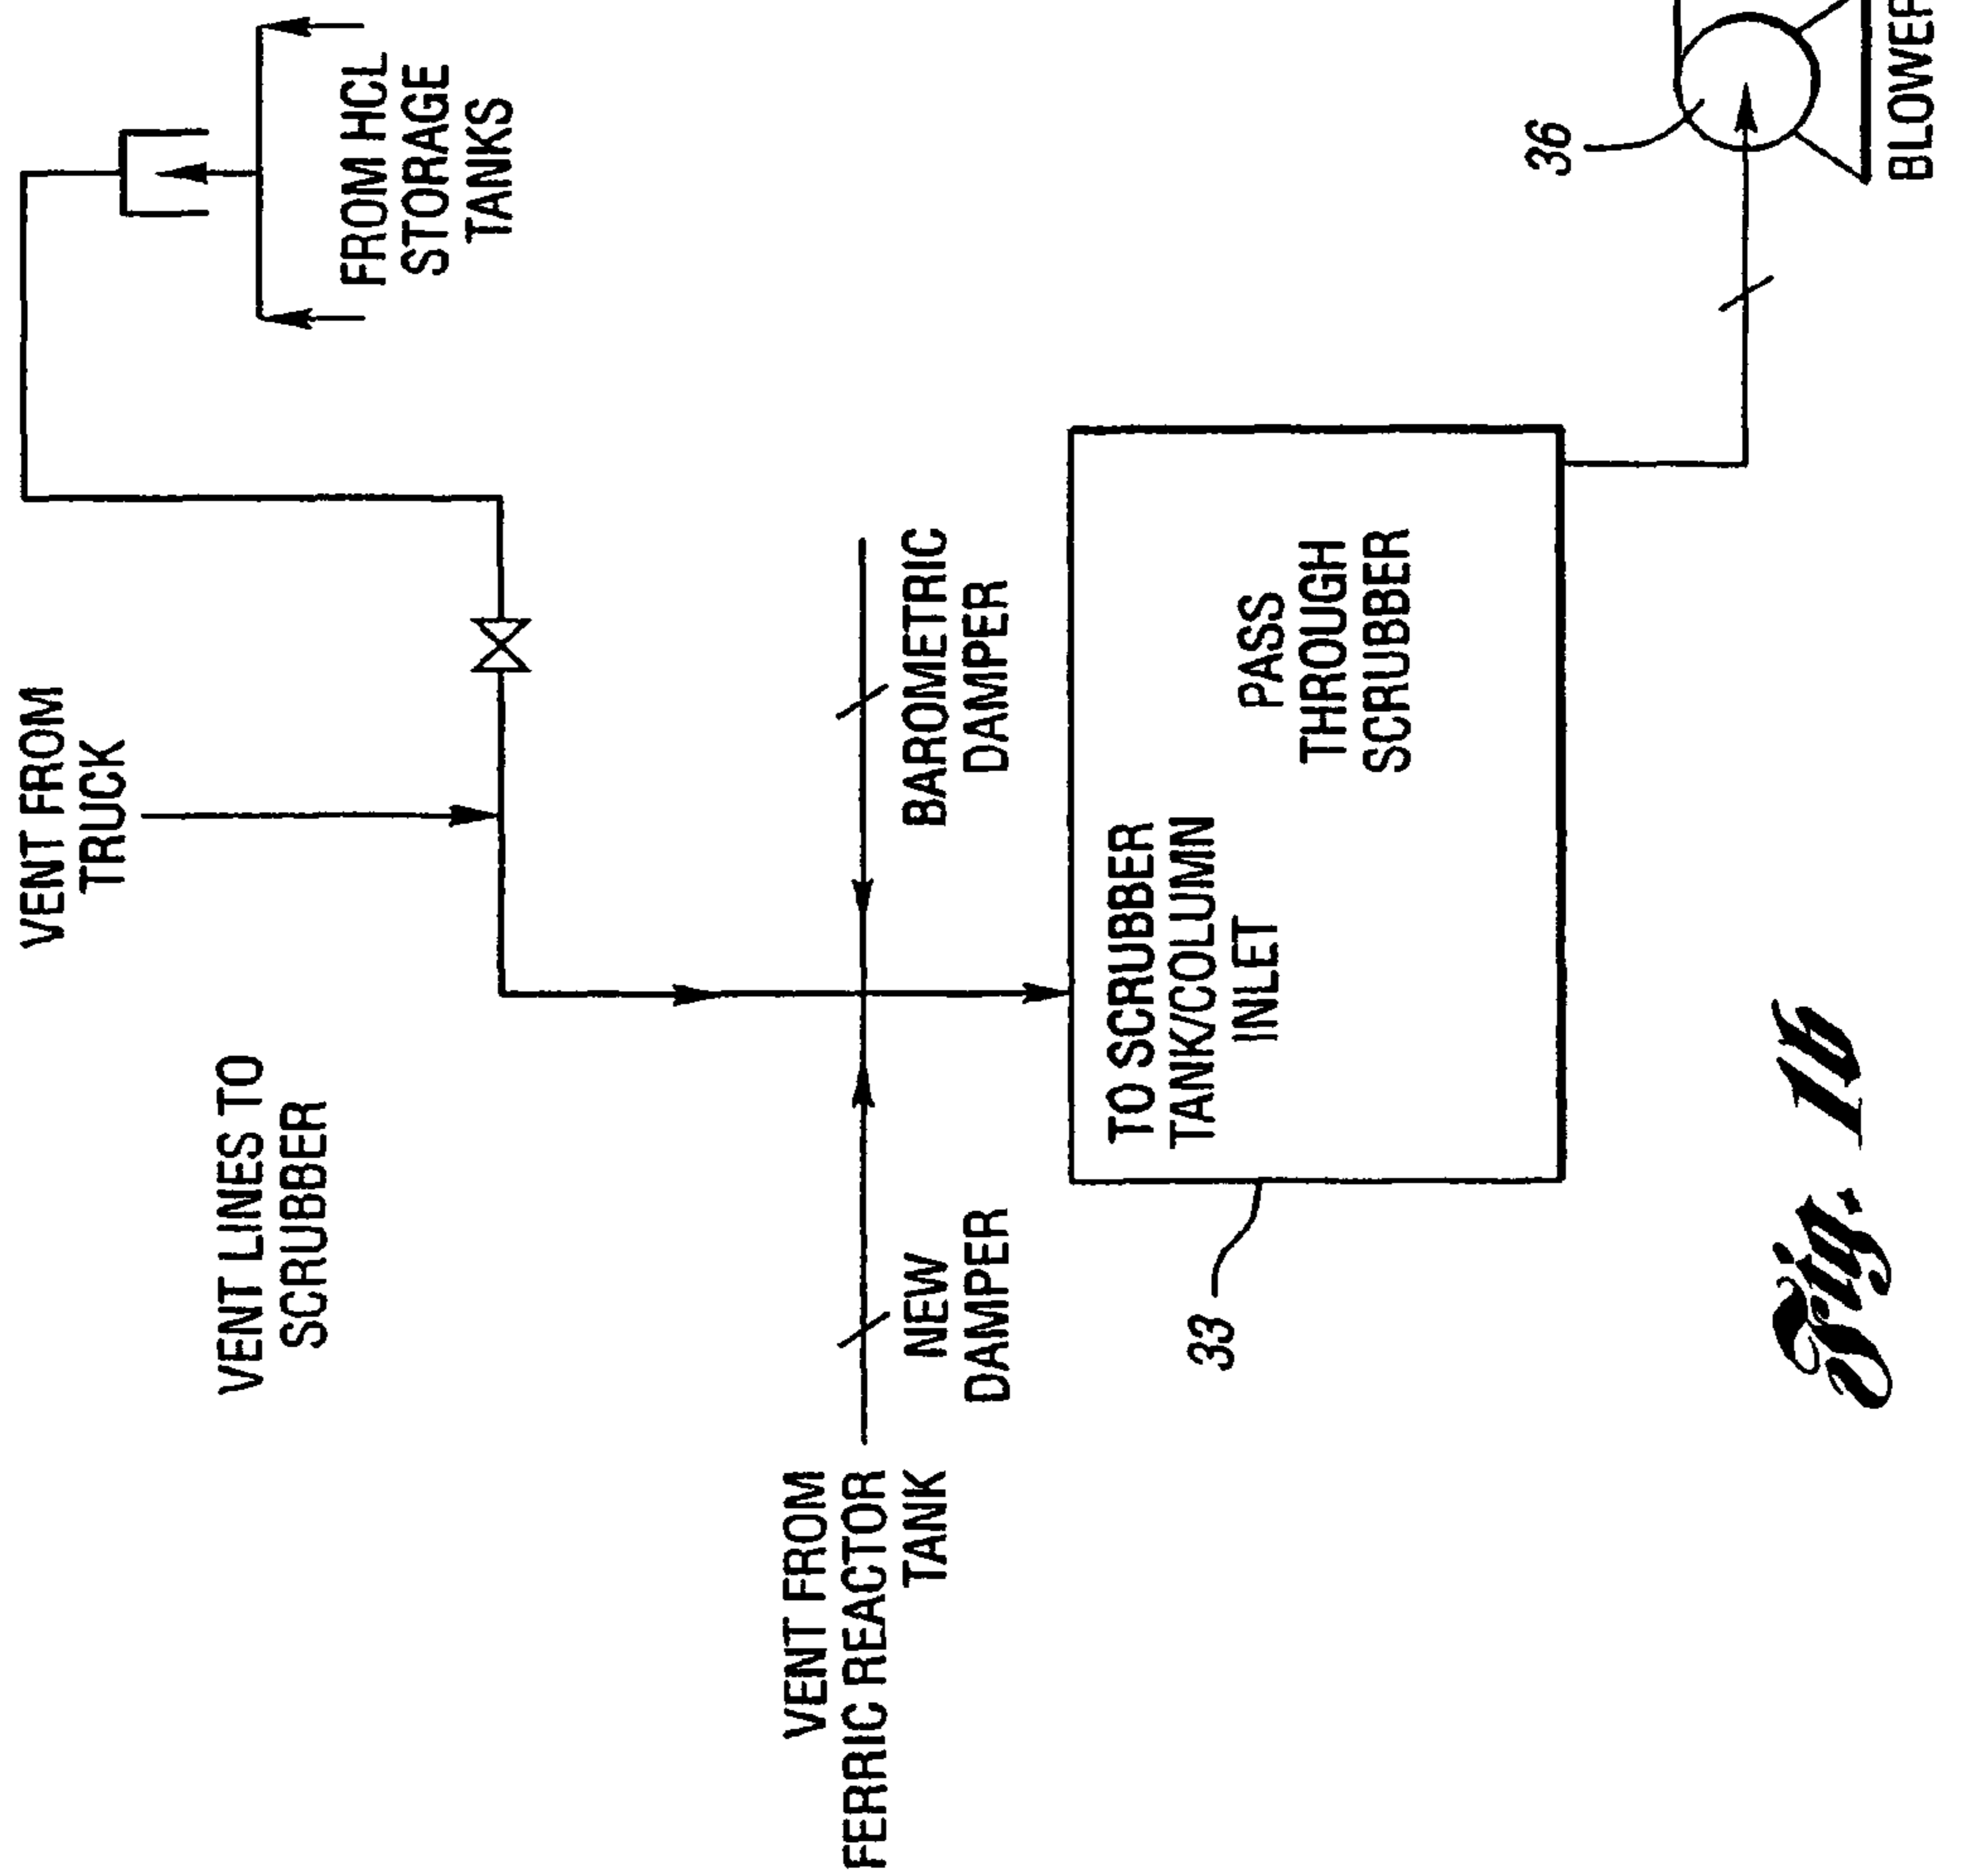 VENT FROM
TRUCK
FROM HCL
STORAGE
TANKS
VENT LINES TO
SCRUBBER
VENT FROM
FERRIC REACTOR
TANK
NEW
DAMPER
BAROMETRIC
DAMPER
TO SCRUBBER
TANK/COLUMN
INLET
PASS
THROUGH
SCRUBBER
33
36
BLOWER
Fig. 1b